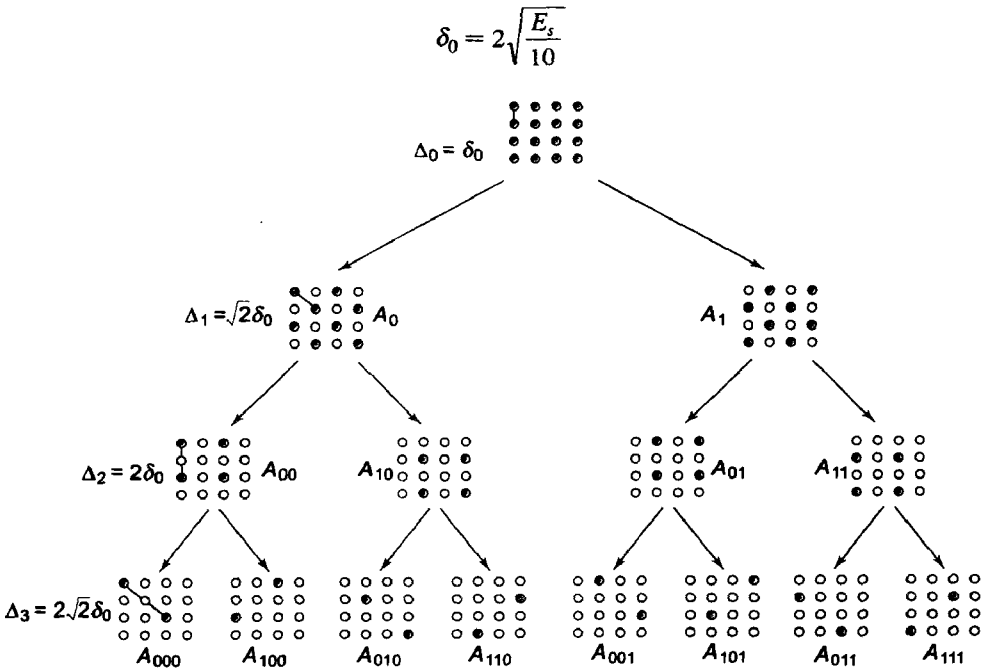 δ₀ = 2√(Eₛ/10)
Δ₀ = δ₀
Δ₁ = √2δ₀
A₀
A₁
Δ₂ = 2δ₀
A₀₀
A₁₀
A₀₁
A₁₁
Δ₃ = 2√2δ₀
A₀₀₀
A₁₀₀
A₀₁₀
A₁₁₀
A₀₀₁
A₁₀₁
A₀₁₁
A₁₁₁